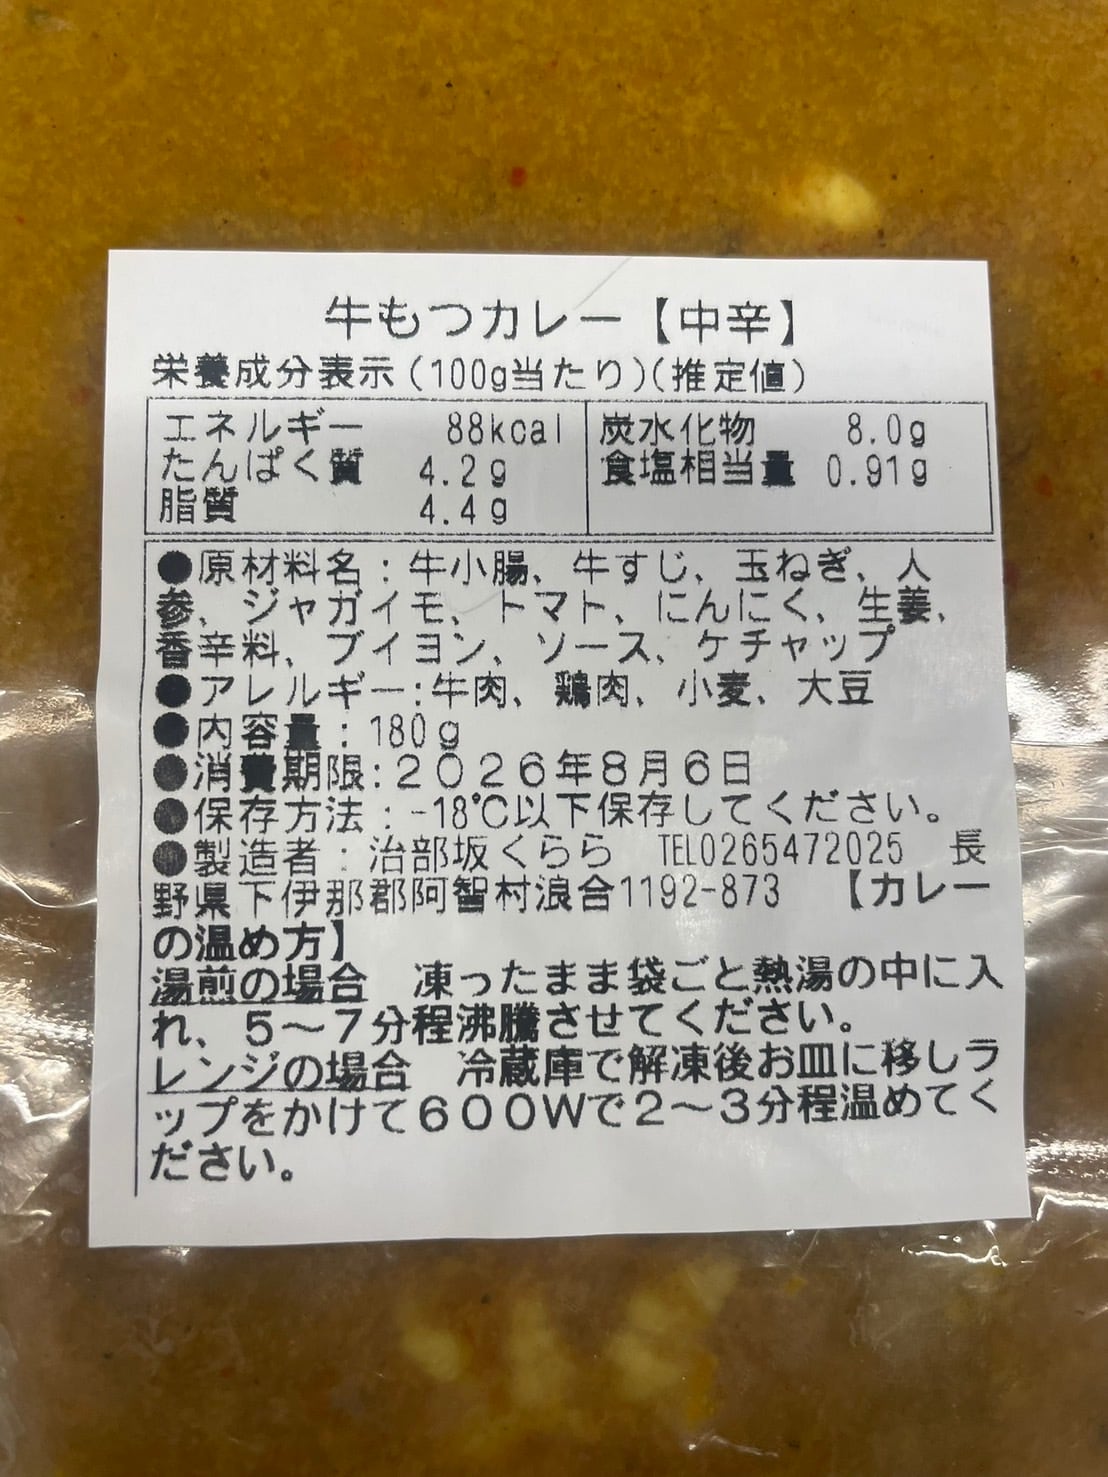 牛もつカレー【中辛】
栄養成分表示(100g当たり)(推定値)
エネルギー 88kcal
たんぱく質 4.2g
脂質 4.4g
炭水化物 8.0g
食塩相当量 0.91g
●原材料名:牛小腸、牛すじ、玉ねぎ、人
参、ジャガイモ、トマト、にんにく、生姜、
香辛料、ブイヨン、ソース、ケチャップ
●アレルギー:牛肉、鶏肉、小麦、大豆
●内容量:180g
●消費期限:2026年8月6日
●保存方法:-18℃以下保存してください。
●製造者:治部坂くらら TEL0265472025 長
野県下伊那郡阿智村浪合1192-873 【カレー
の温め方】
湯煎の場合 凍ったまま袋ごと熱湯の中に入
れ、5〜7分程沸騰させてください。
レンジの場合 冷蔵庫で解凍後お皿に移しラ
ップをかけて600Wで2〜3分程温めてく
ださい。